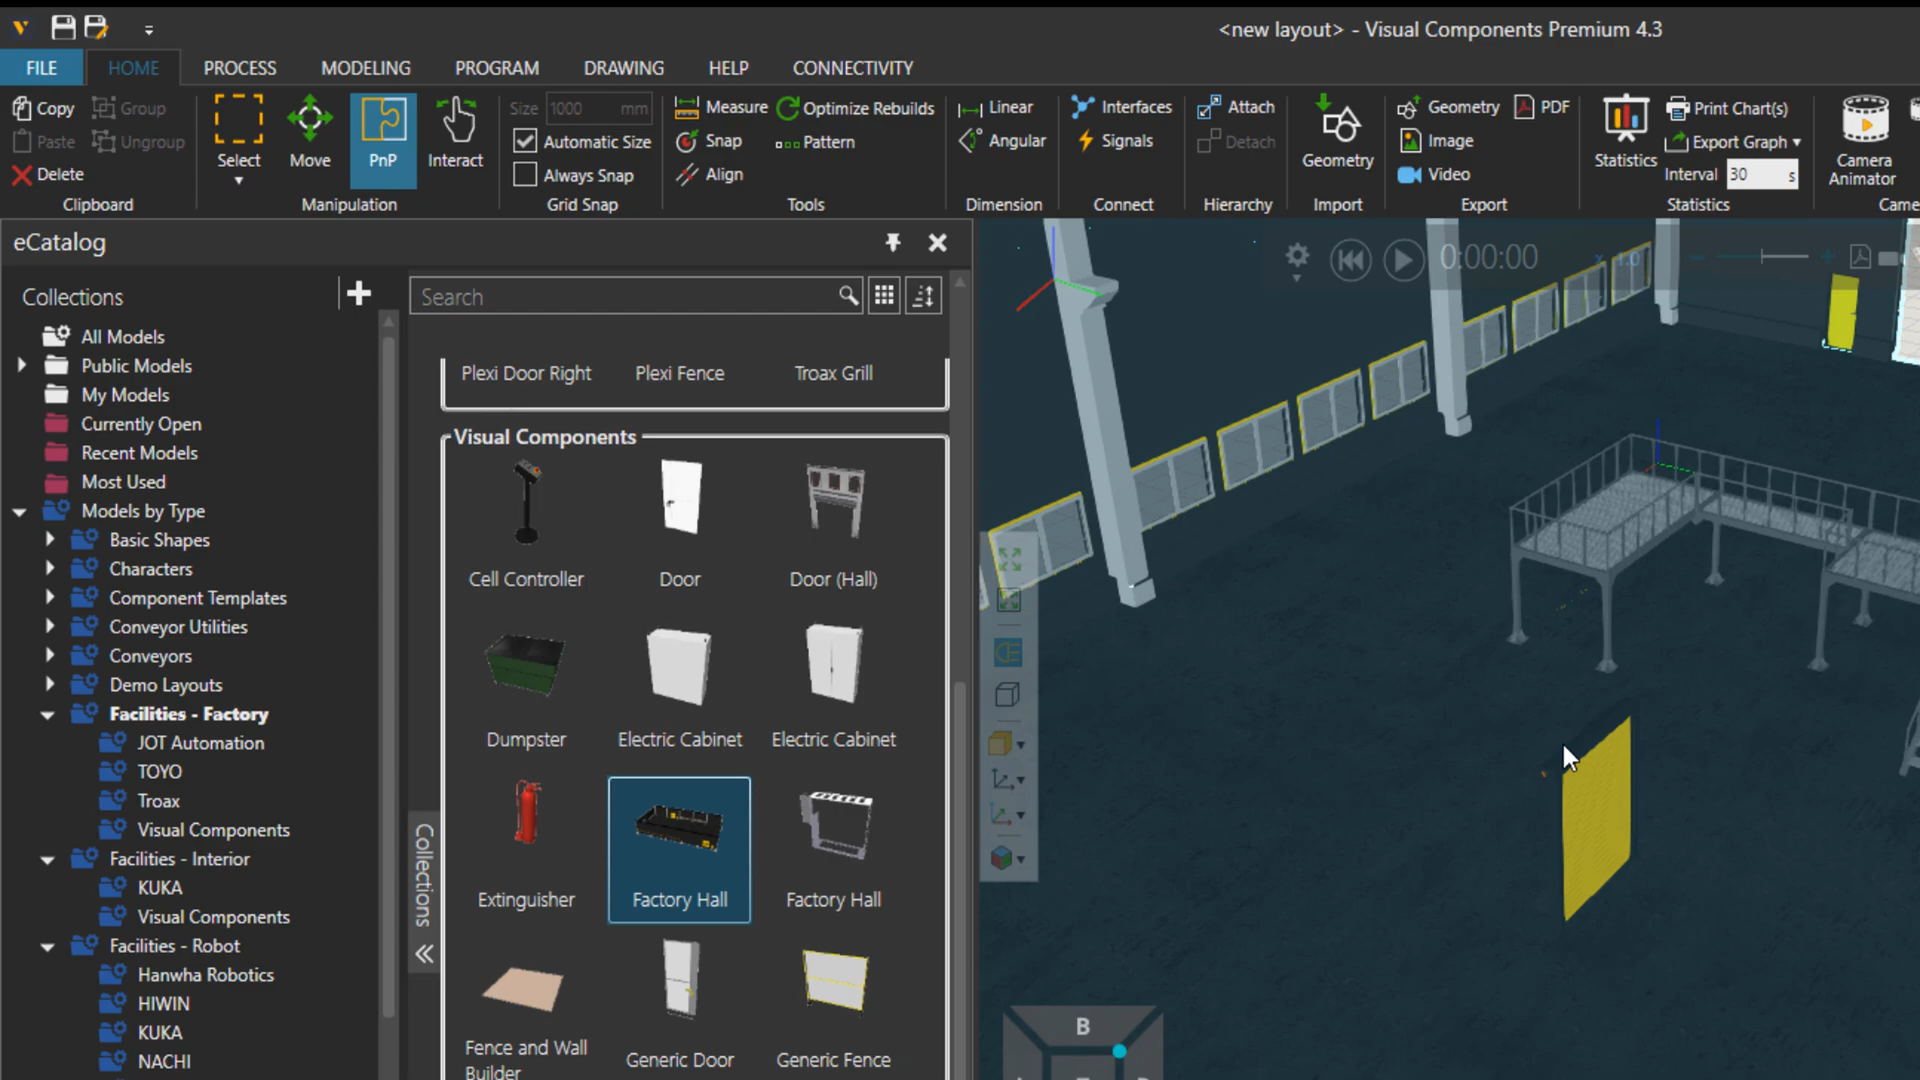 <new layout> - Visual Components Premium 4.3
FILE HOME PROCESS MODELING PROGRAM DRAWING HELP CONNECTIVITY
Copy
Group
Paste
Ungroup
Delete
Clipboard
Select
Move
PnP
Interact
Manipulation
Size 1000 mm
Automatic Size
Always Snap
Grid Snap
Measure
Optimize Rebuilds
Snap
Pattern
Align
Tools
Linear
Angular
Dimension
Interfaces
Signals
Connect
Attach
Detach
Hierarchy
Geometry
Import
Geometry
PDF
Image
Video
Export
Statistics
Print Chart(s)
Export Graph
Interval 30 s
Statistics
Camera
Animator
Came
eCatalog
Collections
Search
All Models
Public Models
My Models
Currently Open
Recent Models
Most Used
Models by Type
Basic Shapes
Characters
Component Templates
Conveyor Utilities
Conveyors
Demo Layouts
Facilities - Factory
JOT Automation
TOYO
Troax
Visual Components
Facilities - Interior
KUKA
Visual Components
Facilities - Robot
Hanwha Robotics
HIWIN
KUKA
NACHI
Collections
Plexi Door Right
Plexi Fence
Troax Grill
Visual Components
Cell Controller
Door
Door (Hall)
Dumpster
Electric Cabinet
Electric Cabinet
Extinguisher
Factory Hall
Factory Hall
Fence and Wall
Builder
Generic Door
Generic Fence
0:00:00
x 1.0
B